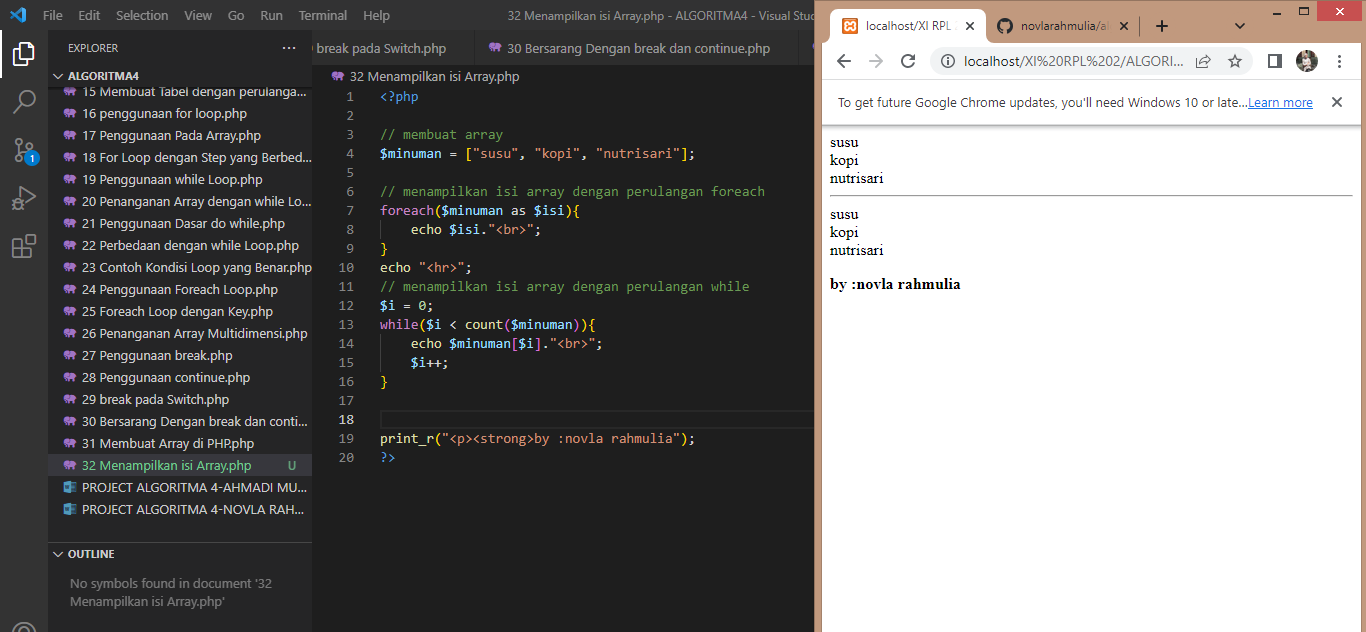 File Edit Selection View Go Run Terminal Help
32 Menampilkan isi Array.php - ALGORITMA4 - Visual Stu
EXPLORER
ALGORITMA4
15 Membuat Tabel dengan perulanga...
16 penggunaan for loop.php
17 Penggunaan Pada Array.php
18 For Loop dengan Step yang Berbed...
19 Penggunaan while Loop.php
20 Penanganan Array dengan while Lo...
21 Penggunaan Dasar do while.php
22 Perbedaan dengan while Loop.php
23 Contoh Kondisi Loop yang Benar.php
24 Penggunaan Foreach Loop.php
25 Foreach Loop dengan Key.php
26 Penanganan Array Multidimensi.php
27 Penggunaan break.php
28 Penggunaan continue.php
29 break pada Switch.php
30 Bersarang Dengan break dan conti...
31 Membuat Array di PHP.php
32 Menampilkan isi Array.php U
PROJECT ALGORITMA 4-AHMADI MU...
PROJECT ALGORITMA 4-NOVLA RAH...
OUTLINE
No symbols found in document '32
Menampilkan isi Array.php'
1
break pada Switch.php
30 Bersarang Dengan break dan continue.php
32 Menampilkan isi Array.php
1 <?php
2
3 // membuat array
4 $minuman = ["susu", "kopi", "nutrisari"];
5
6 // menampilkan isi array dengan perulangan foreach
7 foreach($minuman as $isi){
8 echo $isi."<br>";
9 }
10 echo "<hr>";
11 // menampilkan isi array dengan perulangan while
12 $i = 0;
13 while($i < count($minuman)){
14 echo $minuman[$i]."<br>";
15 $i++;
16 }
17
18
19 print_r("<p><strong>by :novla rahmulia");
20 ?>
localhost/XI RPL
novlarahmulia/al
localhost/XI%20RPL%202/ALGORI...
To get future Google Chrome updates, you'll need Windows 10 or late...Learn more
susu
kopi
nutrisari
susu
kopi
nutrisari
by :novla rahmulia